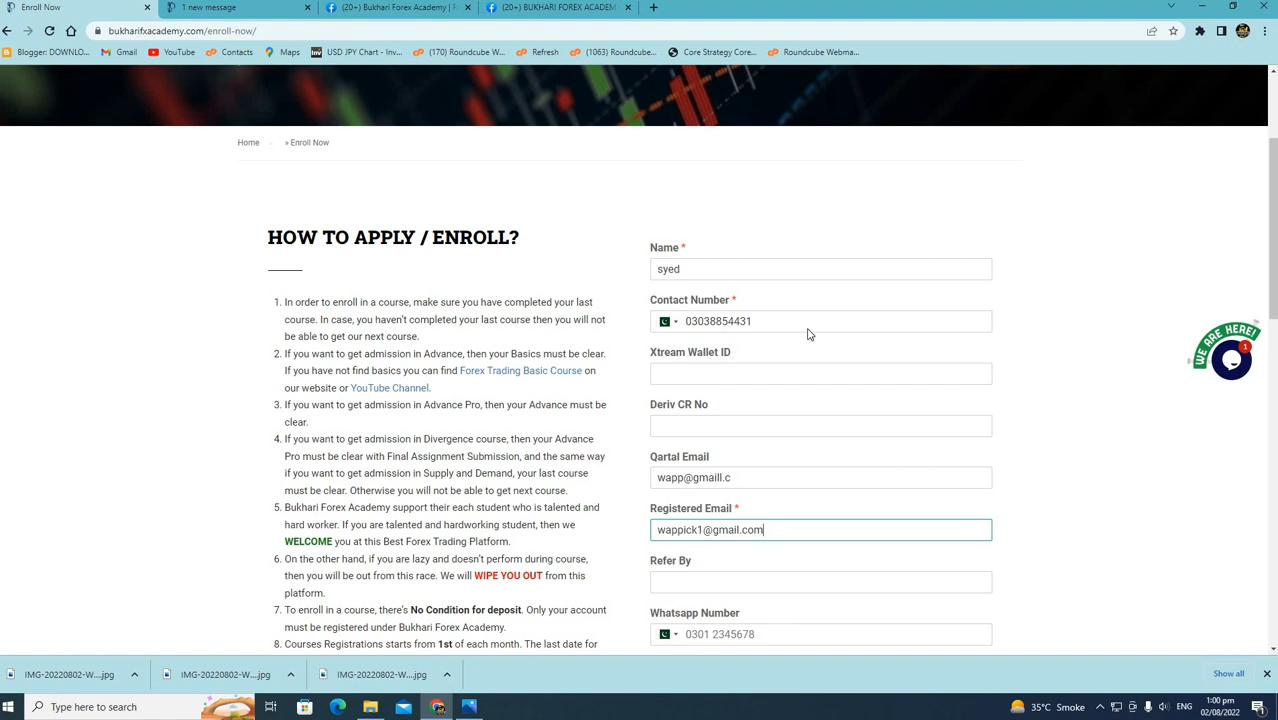 Enroll Now
1 new message
(20+) Bukhari Forex Academy | F
(20+) BUKHARI FOREX ACADEM
bukharifxacademy.com/enroll-now/
Blogger: DOWNLO...
Gmail
YouTube
Contacts
Maps
USD JPY Chart - Inv...
(170) Roundcube W...
Refresh
(1063) Roundcube...
Core Strategy Core...
Roundcube Webma...
Home
» Enroll Now
HOW TO APPLY / ENROLL?
1. In order to enroll in a course, make sure you have completed your last
course. In case, you haven't completed your last course then you will not
be able to get our next course.
2. If you want to get admission in Advance, then your Basics must be clear.
If you have not find basics you can find Forex Trading Basic Course on
our website or YouTube Channel.
3. If you want to get admission in Advance Pro, then your Advance must be
clear.
4. If you want to get admission in Divergence course, then your Advance
Pro must be clear with Final Assignment Submission, and the same way
if you want to get admission in Supply and Demand, your last course
must be clear. Otherwise you will not be able to get next course.
5. Bukhari Forex Academy support their each student who is talented and
hard worker. If you are talented and hardworking student, then we
WELCOME you at this Best Forex Trading Platform.
6. On the other hand, if you are lazy and doesn't perform during course,
then you will be out from this race. We will WIPE YOU OUT from this
platform.
7. To enroll in a course, there's No Condition for deposit. Only your account
must be registered under Bukhari Forex Academy.
8. Courses Registrations starts from 1st of each month. The last date for
Name *
syed
Contact Number *
03038854431
Xtream Wallet ID
Deriv CR No
Qartal Email
wapp@gmaill.c
Registered Email *
wappick1@gmail.com
Refer By
Whatsapp Number
0301 2345678
WE ARE HERE!
1
IMG-20220802-W....jpg
IMG-20220802-W....jpg
IMG-20220802-W....jpg
Show all
Type here to search
35°C Smoke
ENG
1:00 pm
02/08/2022